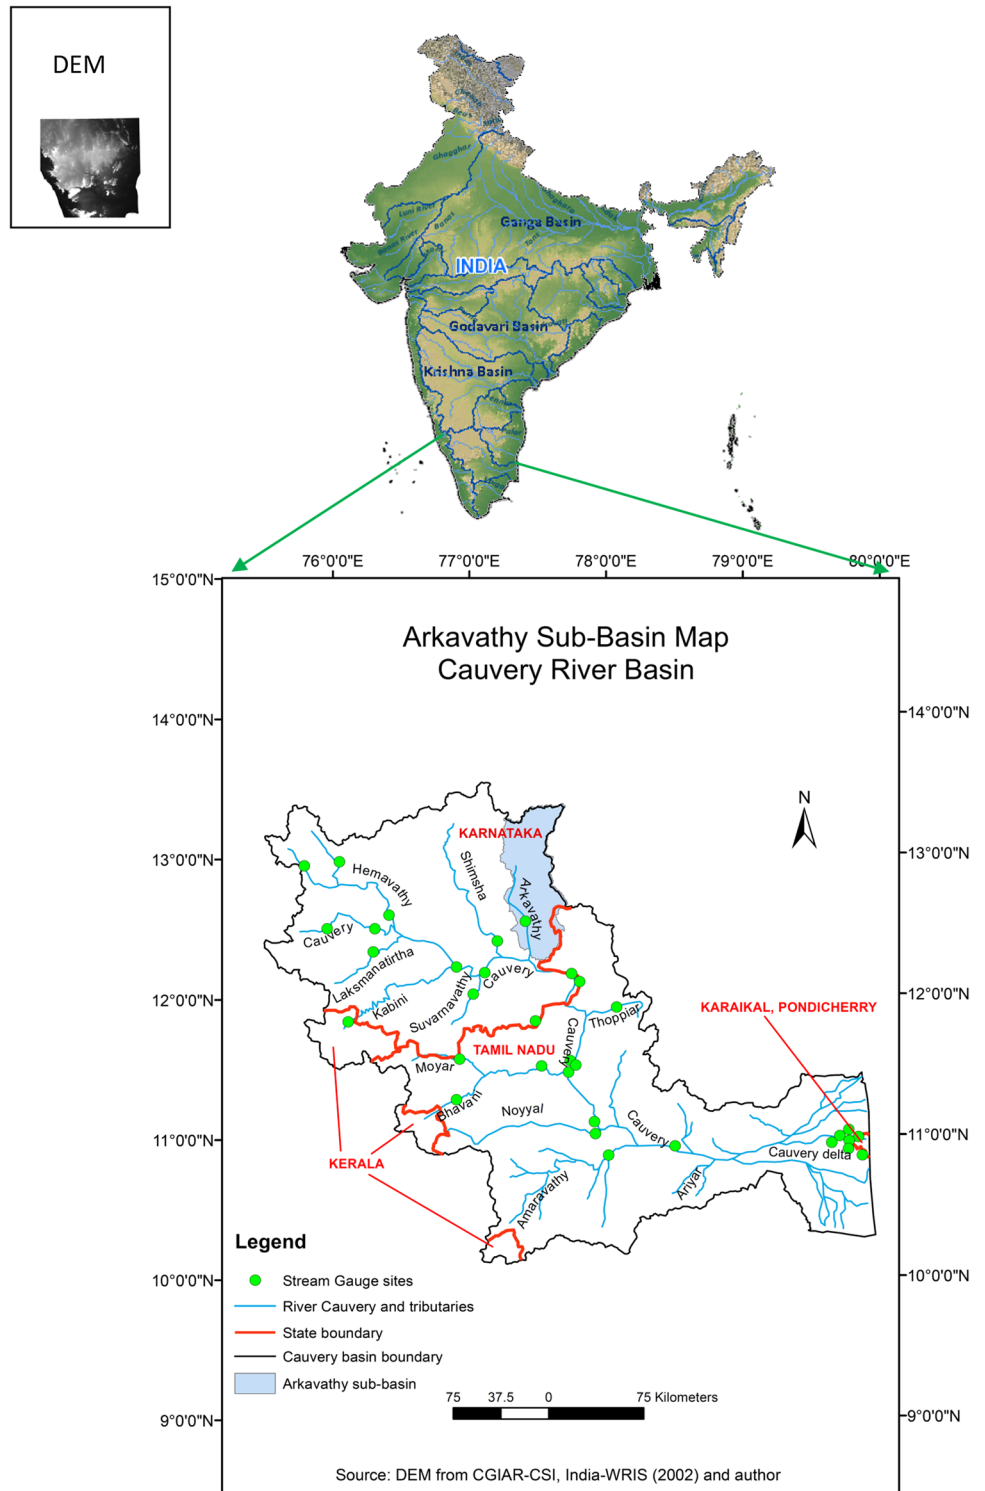 DEM
Ghagghar
Luni River
Banas
Ganga Basin
INDIA
Godavari Basin
Krishna Basin
76°0'0"E
77°0'0"E
78°0'0"E
79°0'0"E
80°0'0"E
15°0'0"N
Arkavathy Sub-Basin Map
Cauvery River Basin
14°0'0"N
14°0'0"N
N
KARNATAKA
13°0'0"N
13°0'0"N
Hemavathy
Shimsha
Arkavathy
Cauvery
Laksmanatirtha
Cauvery
12°0'0"N
12°0'0"N
Kabini
Suvarnavathy
Thoppiar
KARAIKAL, PONDICHERRY
TAMIL NADU
Cauvery
Moyar
Bhavani
Noyyal
Cauvery
11°0'0"N
11°0'0"N
Cauvery delta
KERALA
Amaravathy
Ariyar
Legend
10°0'0"N
10°0'0"N
Stream Gauge sites
River Cauvery and tributaries
State boundary
Cauvery basin boundary
Arkavathy sub-basin
75 37.5 0 75 Kilometers
9°0'0"N
9°0'0"N
Source: DEM from CGIAR-CSI, India-WRIS (2002) and author